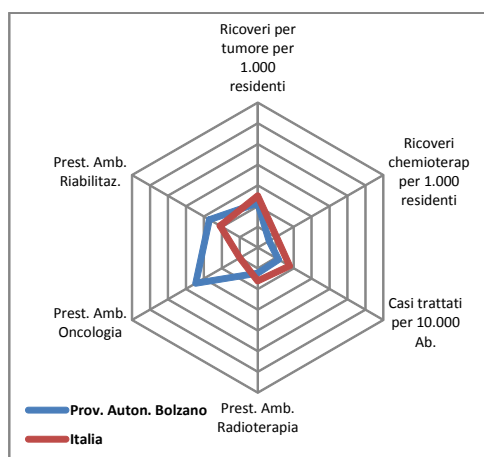 Ricoveri per
tumore per
1.000
residenti
Ricoveri
chemioterap
per 1.000
residenti
Casi trattati
per 10.000
Ab.
Prest. Amb.
Radioterapia
Prest. Amb.
Oncologia
Prest. Amb.
Riabilitaz.
Prov. Auton. Bolzano
Italia